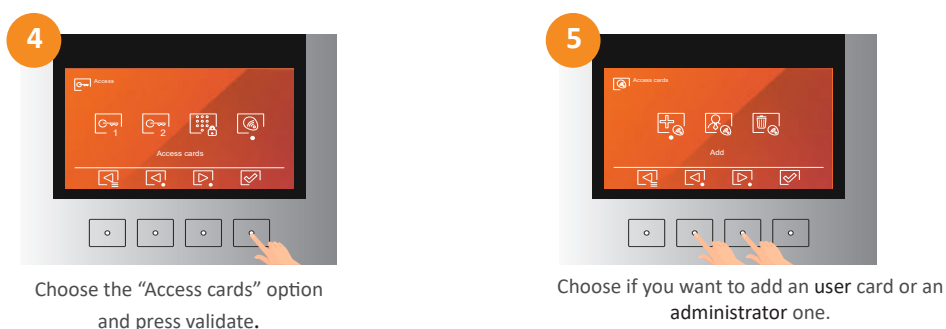 4
Access
1
2
Access cards
Choose the “Access cards” option
and press validate.
5
Access cards
Add
Choose if you want to add an user card or an
administrator one.